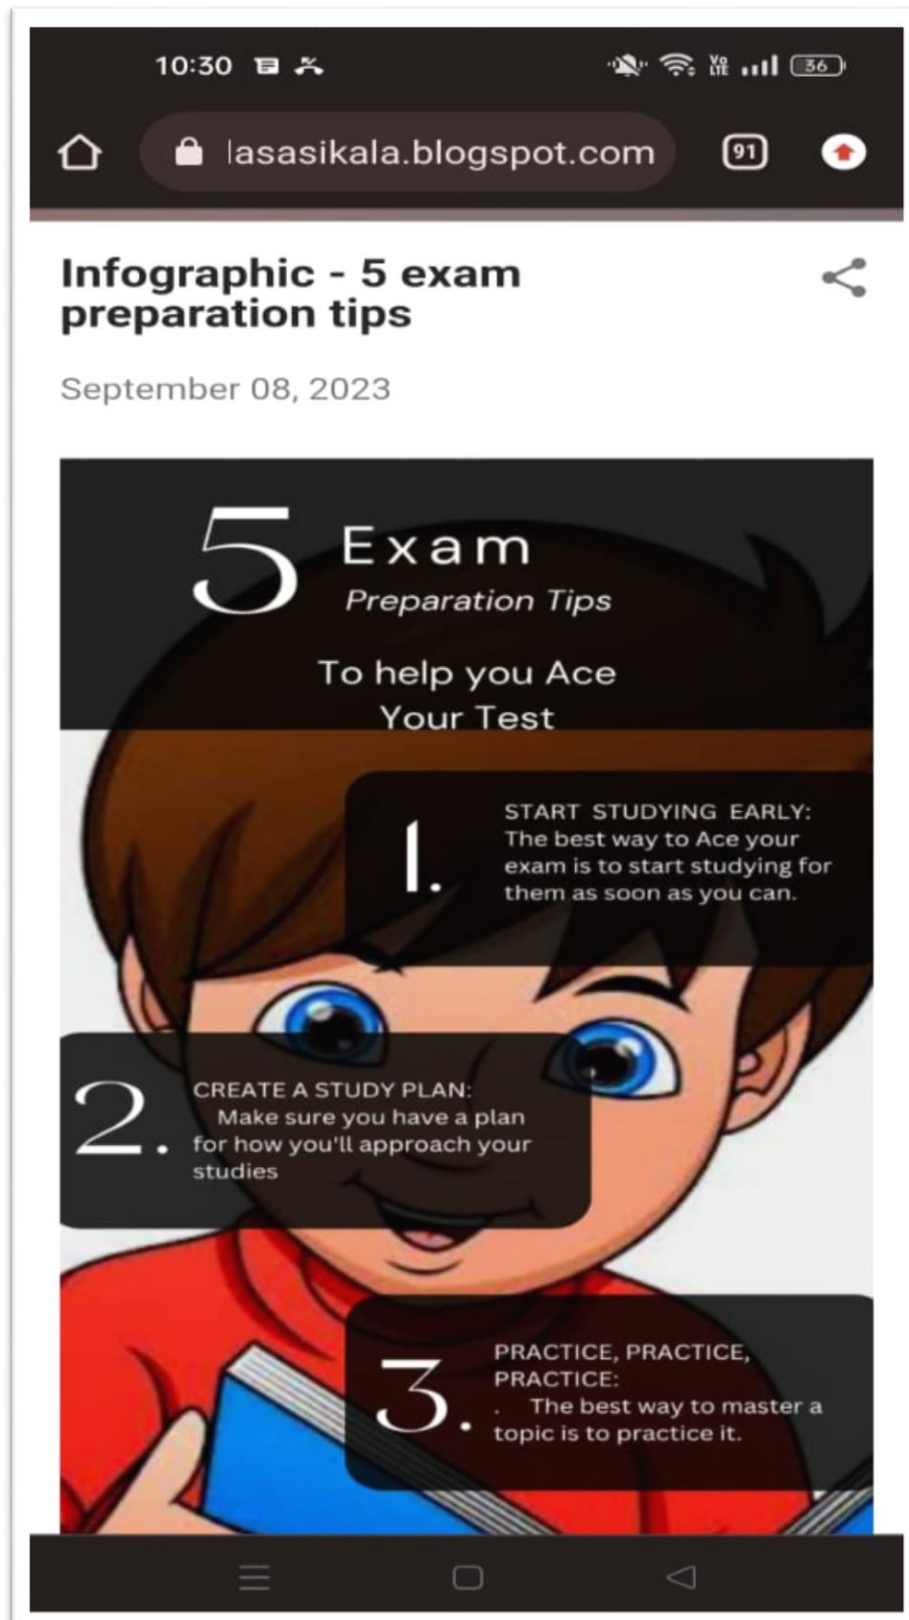 10:30
Vo
LTE
36
lasasikala.blogspot.com
91
Infographic - 5 exam
preparation tips
September 08, 2023
5 Exam
Preparation Tips
To help you Ace
Your Test
1.
START STUDYING EARLY:
The best way to Ace your
exam is to start studying for
them as soon as you can.
2.
CREATE A STUDY PLAN:
Make sure you have a plan
for how you'll approach your
studies
3.
PRACTICE, PRACTICE,
PRACTICE:
. The best way to master a
topic is to practice it.